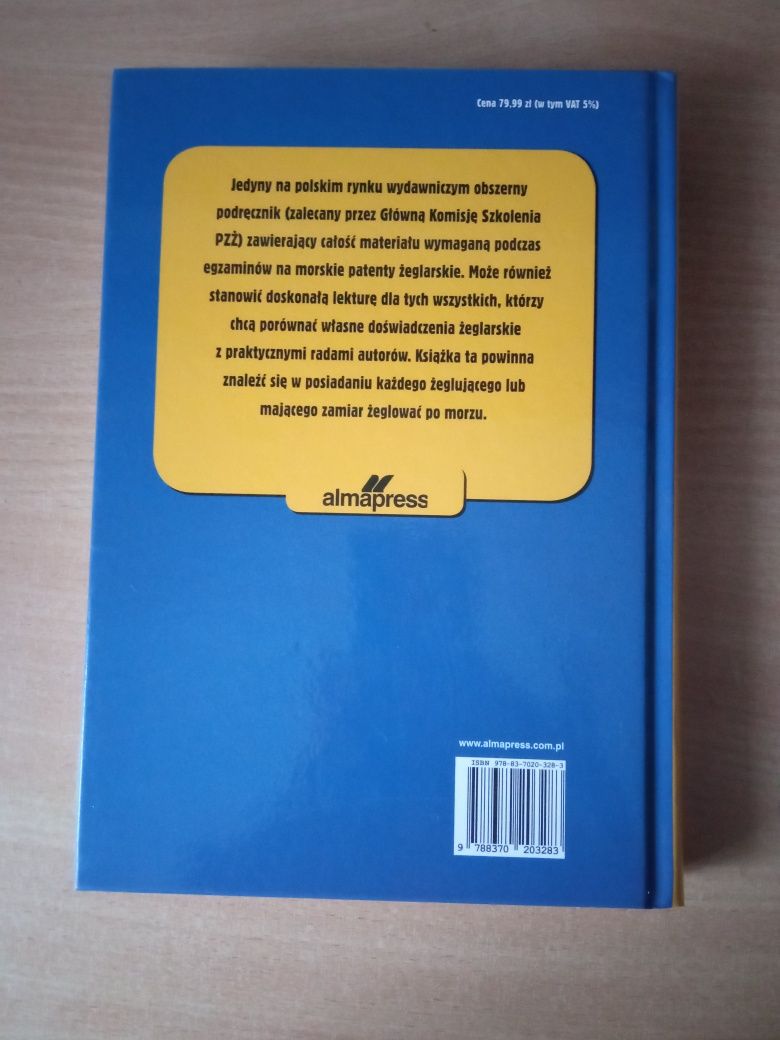 Cena 79,99 zł (w tym VAT 5%)
Jedyny na polskim rynku wydawniczym obszerny
podręcznik (zalecany przez Główną Komisję Szkolenia
PZŻ) zawierający całość materiału wymaganą podczas
egzaminów na morskie patenty żeglarskie. Może również
stanowić doskonałą lekturę dla tych wszystkich, którzy
chcą porównać własne doświadczenia żeglarskie
z praktycznymi radami autorów. Książka ta powinna
znaleźć się w posiadaniu każdego żeglującego lub
mającego zamiar żeglować po morzu.
almapress
www.almapress.com.pl
ISBN 978-83-7020-328-3
9 788370 203283